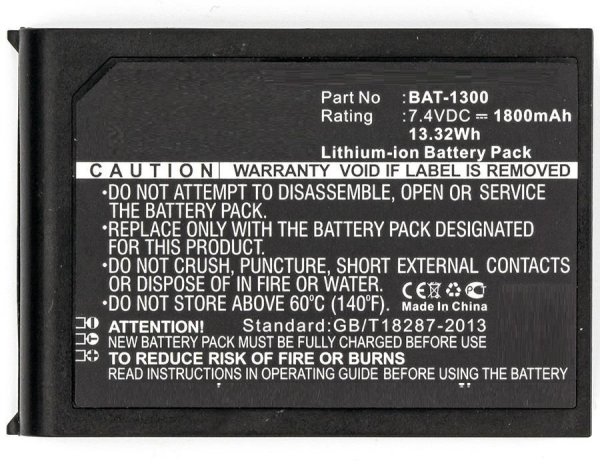 Part No :BAT-1300
Rating :7.4VDC ⎓ 1800mAh
13.32Wh
Lithium-ion Battery Pack
CAUTION WARRANTY VOID IF LABEL IS REMOVED
•DO NOT ATTEMPT TO DISASSEMBLE, OPEN OR SERVICE
THE BATTERY PACK.
•REPLACE ONLY WITH THE BATTERY PACK DESIGNATED
FOR THIS PRODUCT.
•DO NOT CRUSH, PUNCTURE, SHORT EXTERNAL CONTACTS
OR DISPOSE OF IN FIRE OR WATER.
•DO NOT STORE ABOVE 60°C (140°F).
CE
Made In China
ATTENTION! Standard:GB/T18287-2013
NEW BATTERY PACK MUST BE FULLY CHARGED BEFORE USE
TO REDUCE RISK OF FIRE OR BURNS
READ INSTRUCTIONS IN OPERATING GUIDE BEFORE USING THE BATTERY